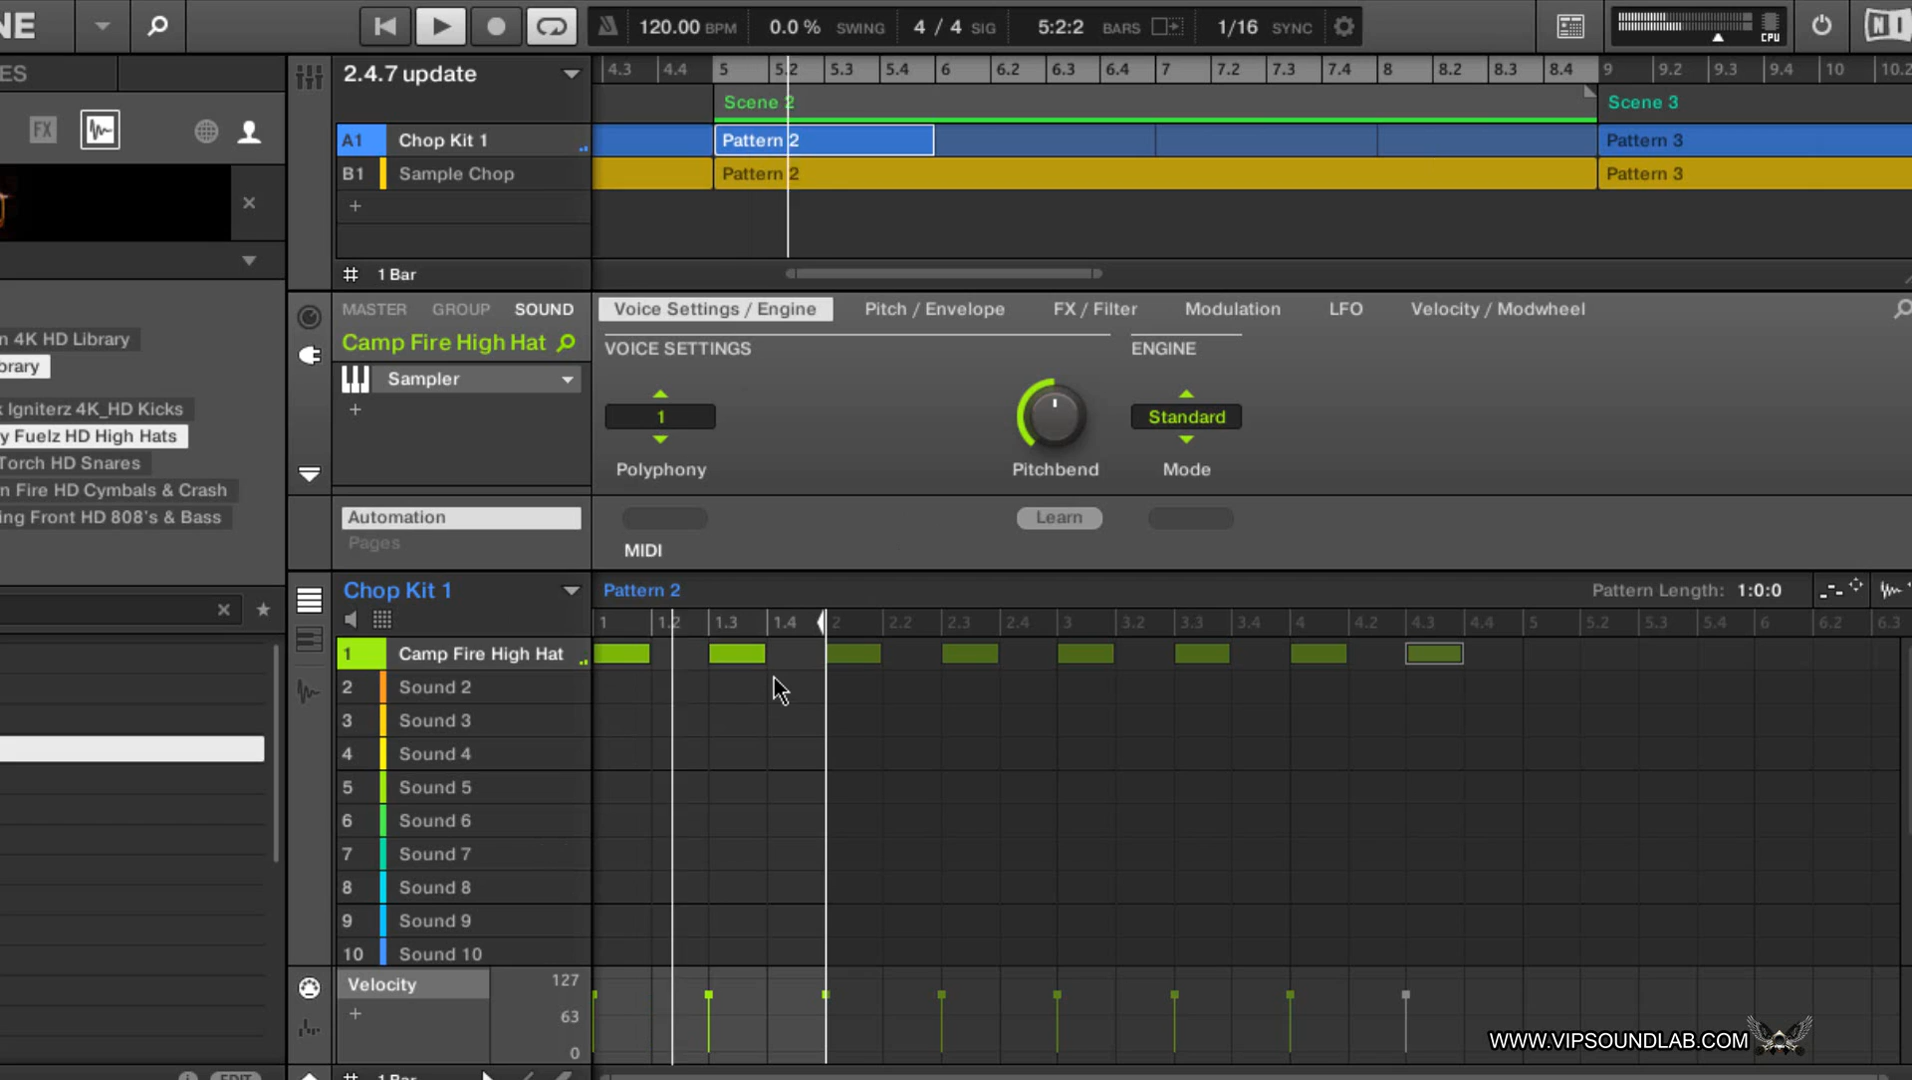 NE
120.00 BPM 0.0 % SWING 4 / 4 SIG 5:2:2 BARS 1/16 SYNC CPU NI
ES 2.4.7 update 4.3 4.4 5 5.2 5.3 5.4 6 6.2 6.3 6.4 7 7.2 7.3 7.4 8 8.2 8.3 8.4 9 9.2 9.3 9.4 10 10.2
Scene 2 Scene 3
FX A1 Chop Kit 1 Pattern 2 Pattern 3
B1 Sample Chop Pattern 2 Pattern 3
+
1 Bar
MASTER GROUP SOUND Voice Settings / Engine Pitch / Envelope FX / Filter Modulation LFO Velocity / Modwheel
n 4K HD Library Camp Fire High Hat VOICE SETTINGS ENGINE
brary Sampler
+
Igniterz 4K_HD Kicks 1 Standard
y Fuelz HD High Hats
Torch HD Snares Polyphony Pitchbend Mode
n Fire HD Cymbals & Crash
ing Front HD 808's & Bass Automation Learn
Pages MIDI
Chop Kit 1 Pattern 2 Pattern Length: 1:0:0
1 1.2 1.3 1.4 2 2.2 2.3 2.4 3 3.2 3.3 3.4 4 4.2 4.3 4.4 5 5.2 5.3 5.4 6 6.2 6.3
1 Camp Fire High Hat
2 Sound 2
3 Sound 3
4 Sound 4
5 Sound 5
6 Sound 6
7 Sound 7
8 Sound 8
9 Sound 9
10 Sound 10
Velocity 127
+ 63
0
WWW.VIPSOUNDLAB.COM
EDIT 1 Bar